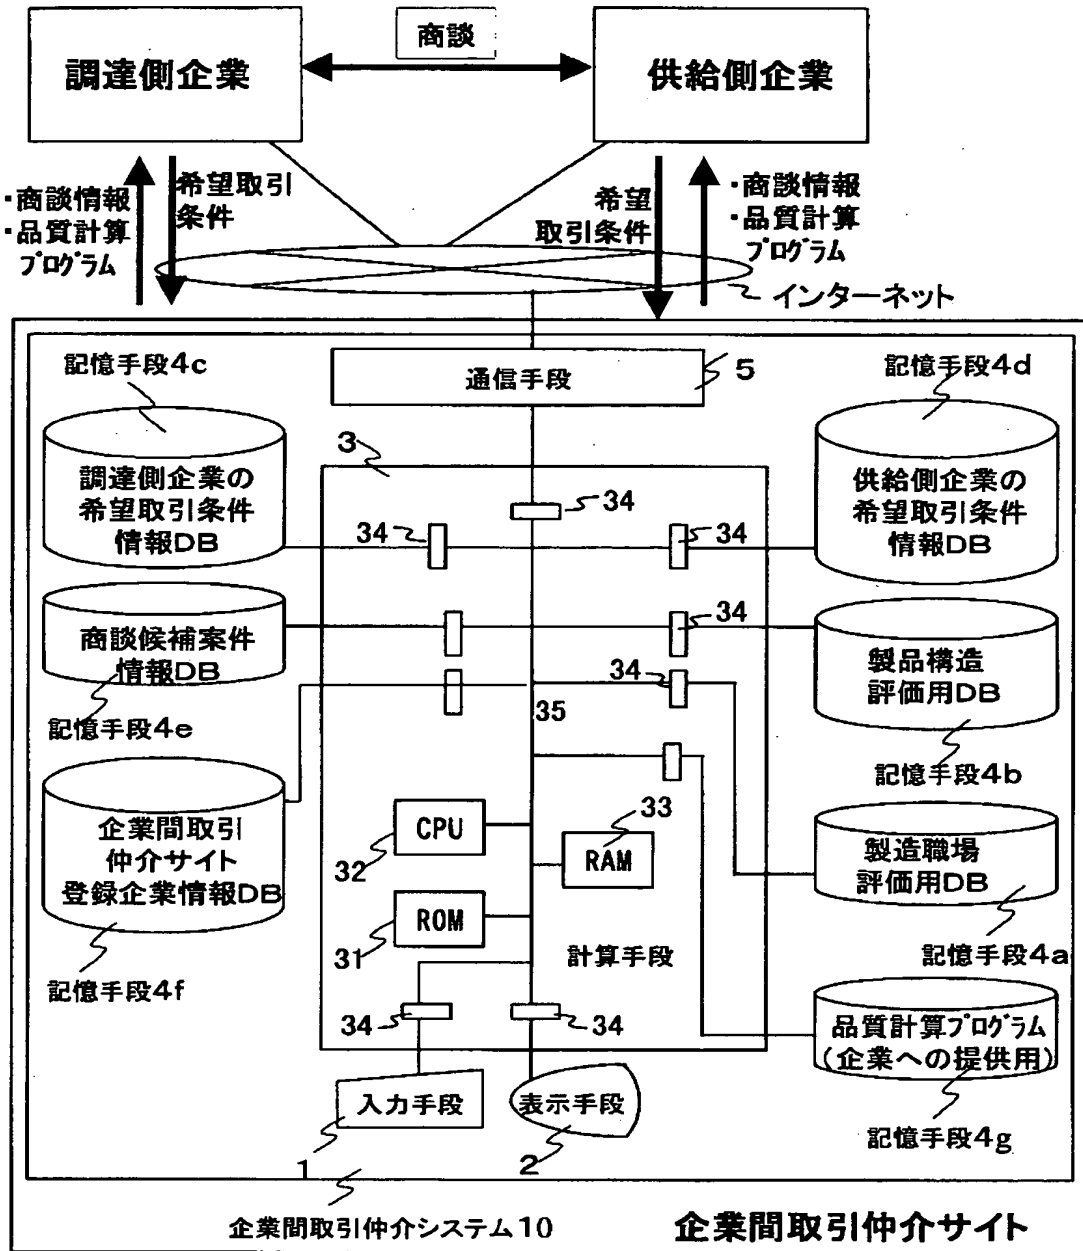 商談
調達側企業
供給側企業
・商談情報
・品質計算
プログラム
希望取引
条件
希望
取引条件
・商談情報
・品質計算
プログラム
インターネット
記憶手段4c
通信手段
5
記憶手段4d
調達側企業の
希望取引条件
情報DB
3
34
34
34
供給側企業の
希望取引条件
情報DB
商談候補案件
情報DB
記憶手段4e
34
34
35
製品構造
評価用DB
記憶手段4b
企業間取引
仲介サイト
登録企業情報DB
記憶手段4f
CPU
32
33
RAM
ROM
31
計算手段
製造職場
評価用DB
記憶手段4a
34
34
品質計算プログラム
(企業への提供用)
記憶手段4g
入力手段
表示手段
1
2
企業間取引仲介システム10
企業間取引仲介サイト